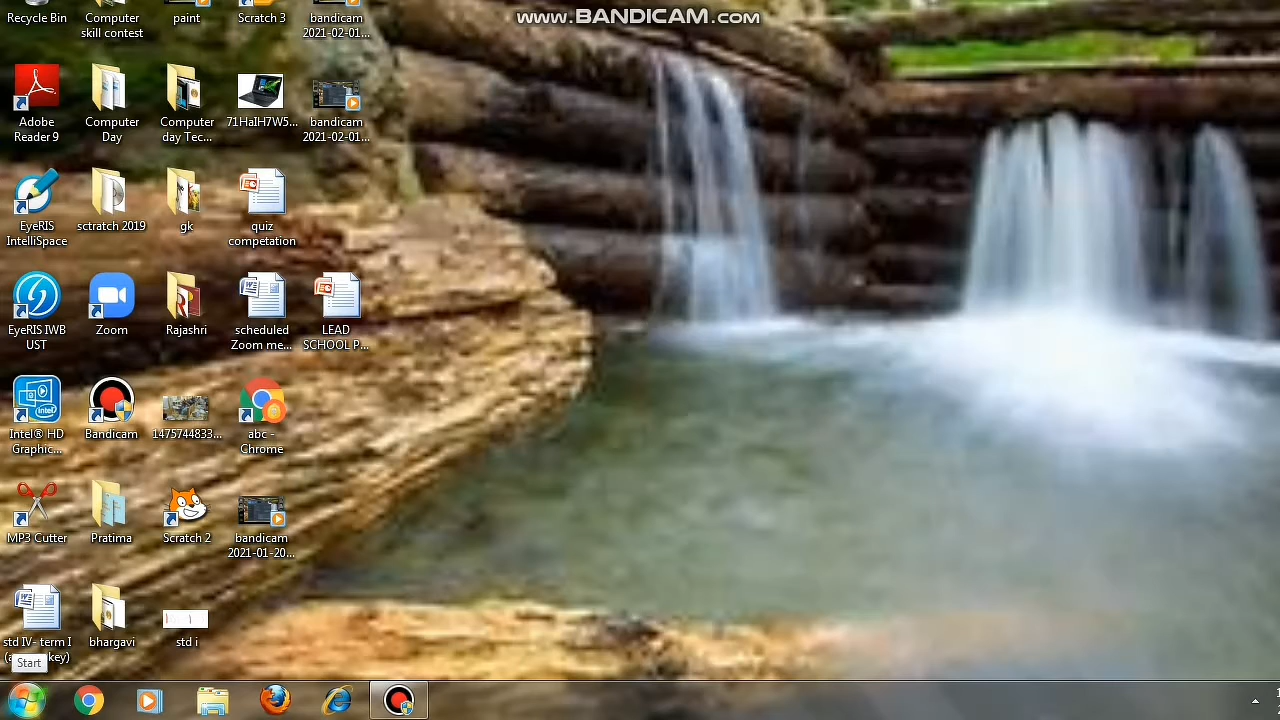 www.BANDICAM.com
Recycle Bin
Computer
skill contest
paint
Scratch 3
bandicam
2021-02-01...
Adobe
Reader 9
Computer
Day
Computer
day Tec...
71HaIH7W5...
bandicam
2021-02-01...
EyeRIS
IntelliSpace
sctratch 2019
gk
quiz
competation
EyeRIS IWB
UST
Zoom
Rajashri
scheduled
Zoom me...
LEAD
SCHOOL P...
Intel® HD
Graphic...
Bandicam
1475744833...
abc -
Chrome
MP3 Cutter
Pratima
Scratch 2
bandicam
2021-01-20...
std IV- term I
bhargavi
std i
Start